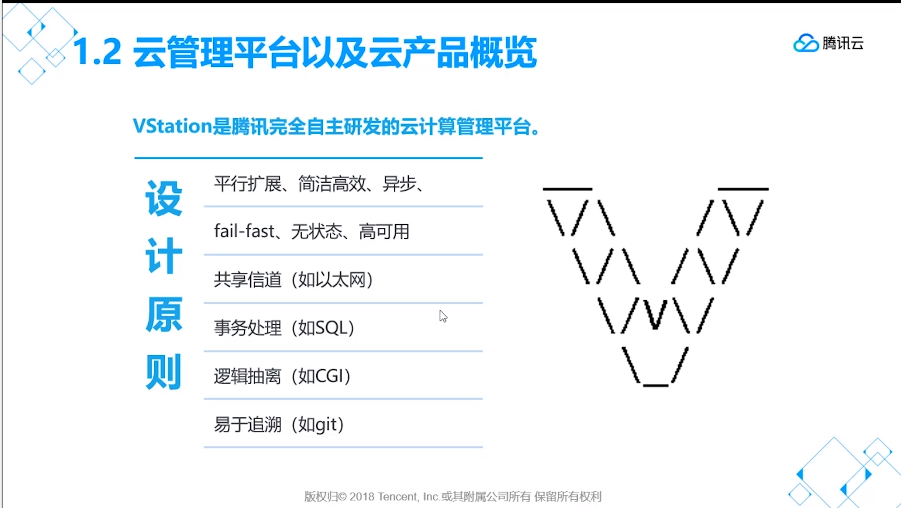 1.2 云管理平台以及云产品概览
腾讯云
VStation是腾讯完全自主研发的云计算管理平台。
设计原则
平行扩展、简洁高效、异步、
fail-fast、无状态、高可用
共享信道（如以太网）
事务处理（如SQL）
逻辑抽离（如CGI）
易于追溯（如git）
版权归© 2018 Tencent, Inc.或其附属公司所有 保留所有权利